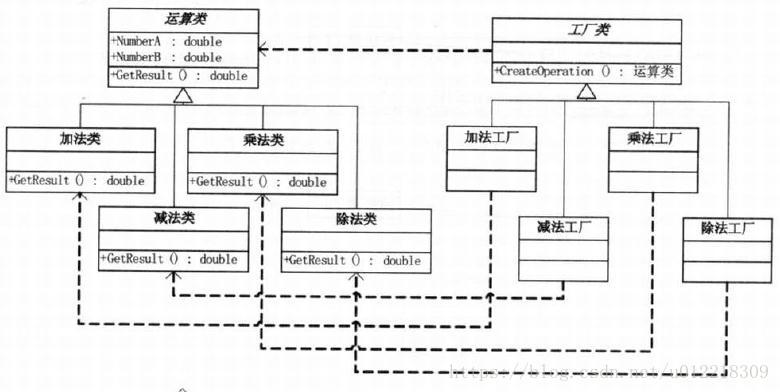 运算类
+NumberA : double
+NumberB : double
+GetResult () : double
工厂类
+CreateOperation () : 运算类
加法类
+GetResult () : double
乘法类
+GetResult () : double
加法工厂
乘法工厂
减法类
+GetResult () : double
除法类
+GetResult () : double
减法工厂
除法工厂
https://blog.csdn.net/u012218309